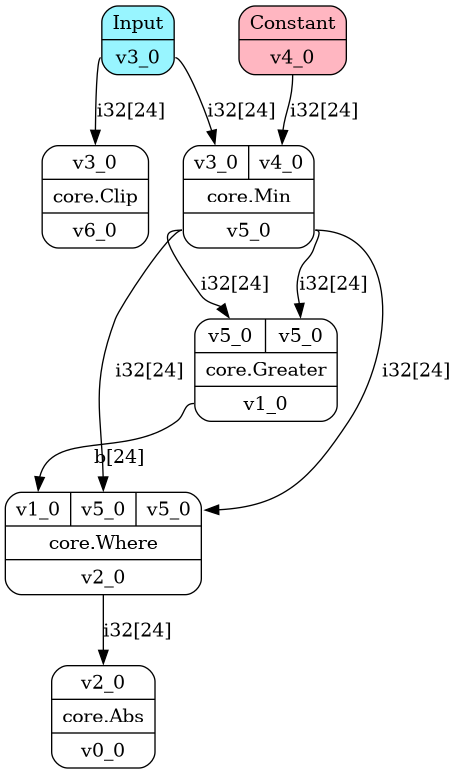 Input
v3_0
Constant
v4_0
i32[24]
i32[24]
i32[24]
v3_0
core.Clip
v6_0
v3_0 v4_0
core.Min
v5_0
i32[24]
i32[24]
v5_0 v5_0
core.Greater
v1_0
i32[24]
i32[24]
b[24]
v1_0 v5_0 v5_0
core.Where
v2_0
i32[24]
v2_0
core.Abs
v0_0